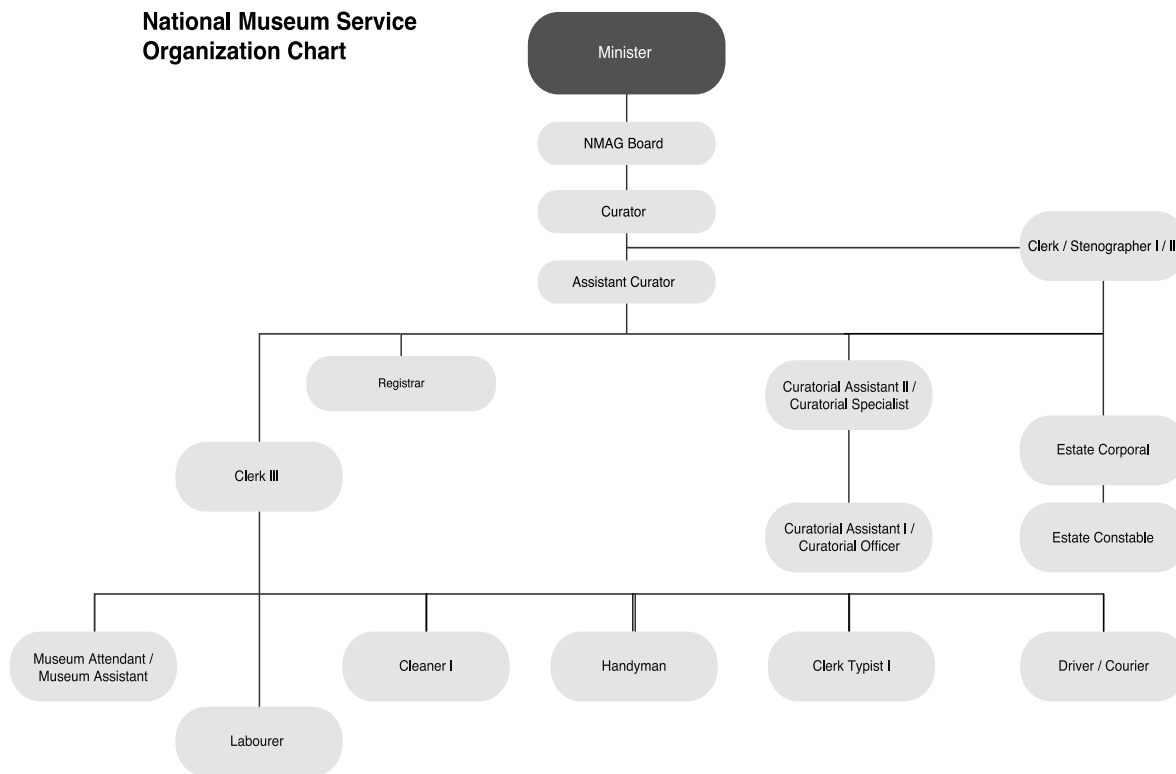 National Museum Service
Organization Chart
Minister
NMAG Board
Curator
Clerk / Stenographer I / II
Assistant Curator
Registrar
Curatorial Assistant II /
Curatorial Specialist
Clerk III
Estate Corporal
Curatorial Assistant I /
Curatorial Officer
Estate Constable
Museum Attendant /
Museum Assistant
Cleaner I
Handyman
Clerk Typist I
Driver / Courier
Labourer